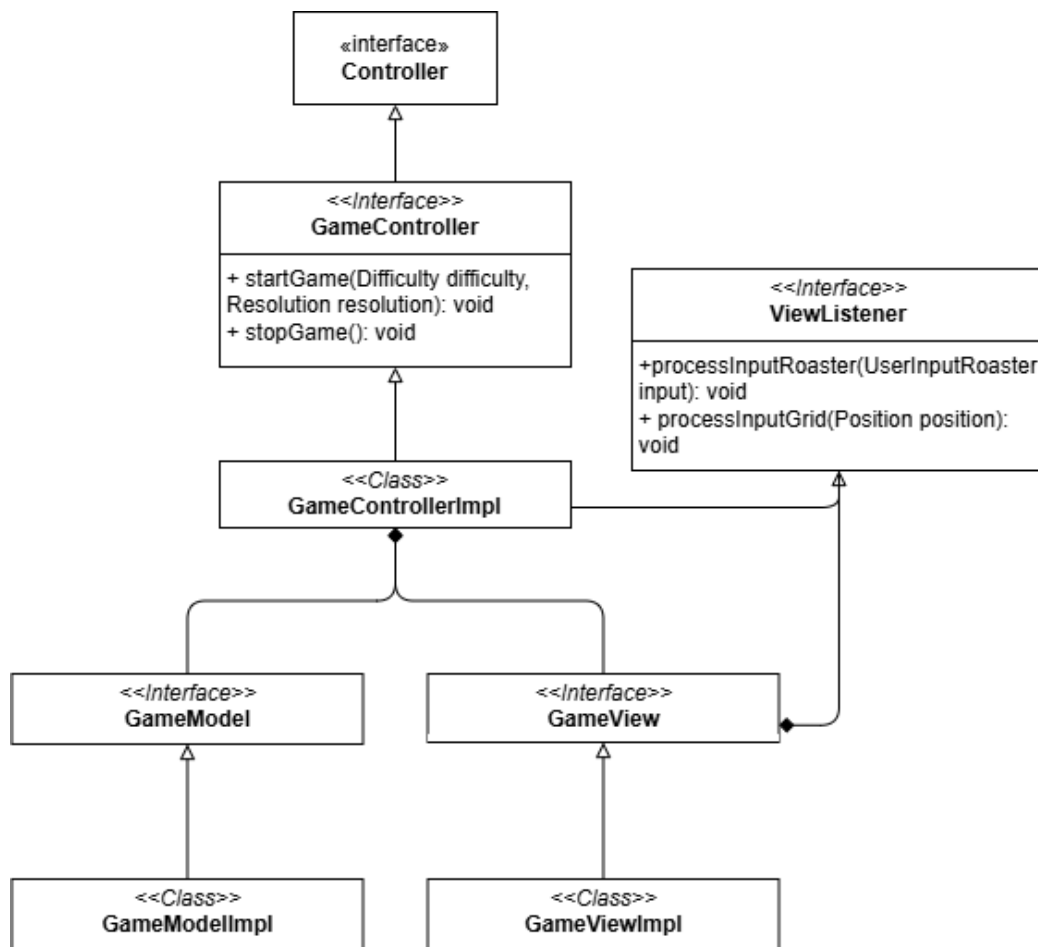 «interface»
Controller
<<Interface>>
GameController
+ startGame(Difficulty difficulty,
Resolution resolution): void
+ stopGame(): void
<<Interface>>
ViewListener
+processInputRoaster(UserInputRoaster
input): void
+ processInputGrid(Position position):
void
<<Class>>
GameControllerImpl
<<Interface>>
GameModel
<<Interface>>
GameView
<<Class>>
GameModelImpl
<<Class>>
GameViewImpl